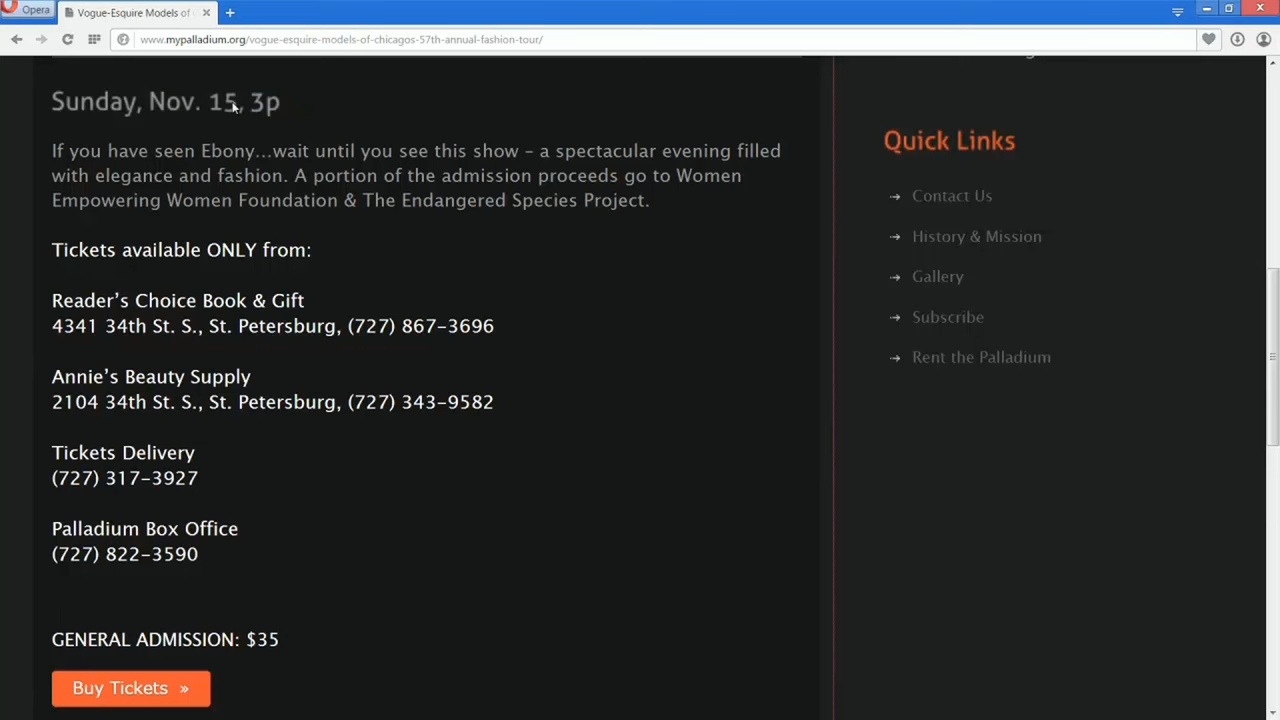 Opera
Vogue-Esquire Models of
www.mypalladium.org/vogue-esquire-models-of-chicagos-57th-annual-fashion-tour/
Sunday, Nov. 15, 3p
If you have seen Ebony…wait until you see this show – a spectacular evening filled
with elegance and fashion. A portion of the admission proceeds go to Women
Empowering Women Foundation & The Endangered Species Project.
Tickets available ONLY from:
Reader’s Choice Book & Gift
4341 34th St. S., St. Petersburg, (727) 867–3696
Annie’s Beauty Supply
2104 34th St. S., St. Petersburg, (727) 343–9582
Tickets Delivery
(727) 317–3927
Palladium Box Office
(727) 822–3590
GENERAL ADMISSION: $35
Buy Tickets »
Quick Links
Contact Us
History & Mission
Gallery
Subscribe
Rent the Palladium